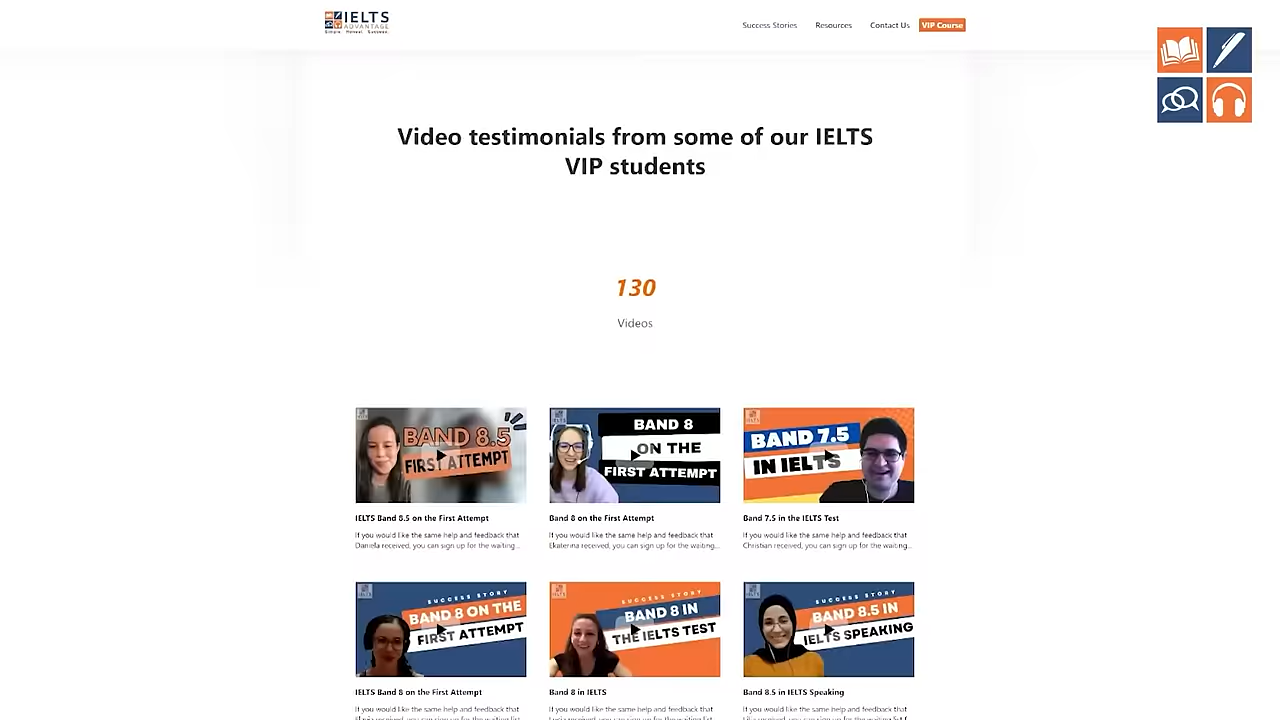 IELTS
ADVANTAGE
Simple. Honest. Success.
Success Stories
Resources
Contact Us
VIP Course
Video testimonials from some of our IELTS
VIP students
130
Videos
BAND 8.5
FIRST ATTEMPT
BAND 8
ON THE
FIRST ATTEMPT
BAND 7.5
IN IELTS
IELTS Band 8.5 on the First Attempt
If you would like the same help and feedback that
Daniela received, you can sign up for the waiting ...
Band 8 on the First Attempt
If you would like the same help and feedback that
Ekaterina received, you can sign up for the waiting...
Band 7.5 in the IELTS Test
If you would like the same help and feedback that
Christian received, you can sign up for the waiting...
SUCCESS STORY
BAND 8 ON THE
FIRST ATTEMPT
SUCCESS STORY
BAND 8 IN
THE IELTS TEST
SUCCESS STORY
BAND 8.5 IN
IELTS SPEAKING
IELTS Band 8 on the First Attempt
If you would like the same help and feedback that
Band 8 in IELTS
If you would like the same help and feedback that
Band 8.5 in IELTS Speaking
If you would like the same help and feedback that